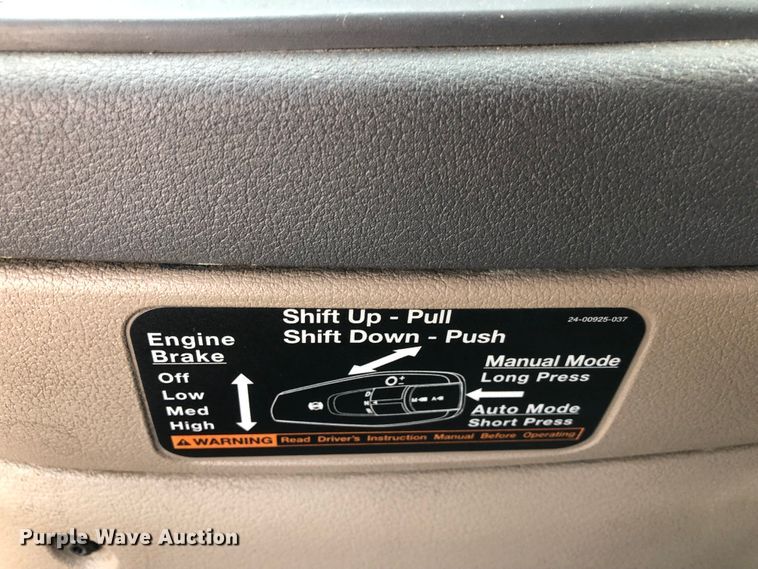 Shift Up - Pull
Shift Down - Push
24-00925-037
Engine
Brake
Off
Low
Med
High
Manual Mode
Long Press
Auto Mode
Short Press
WARNING Read Driver's Instruction Manual Before Operating
Purple Wave Auction